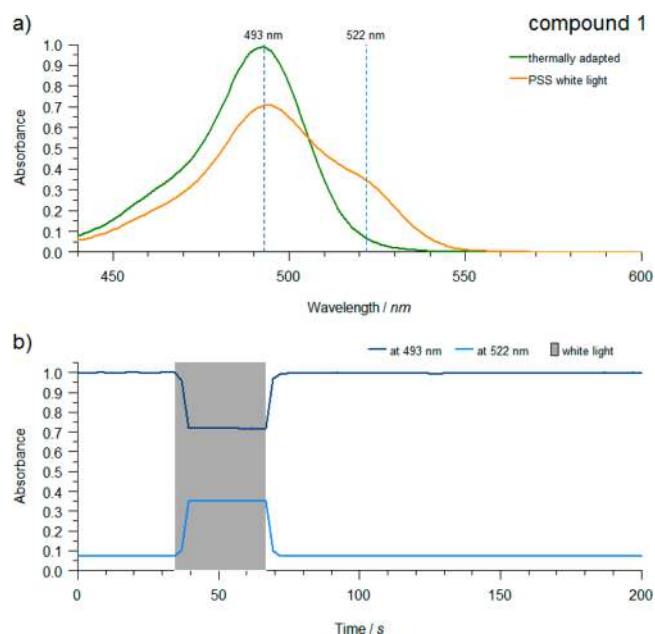 a)
compound 1
493 nm
522 nm
thermally adapted
PSS white light
Absorbance
1.0
0.9
0.8
0.7
0.6
0.5
0.4
0.3
0.2
0.1
0.0
450
500
550
600
Wavelength / nm
b)
at 493 nm
at 522 nm
white light
Absorbance
1.0
0.9
0.8
0.7
0.6
0.5
0.4
0.3
0.2
0.1
0.0
0
50
100
150
200
Time / s